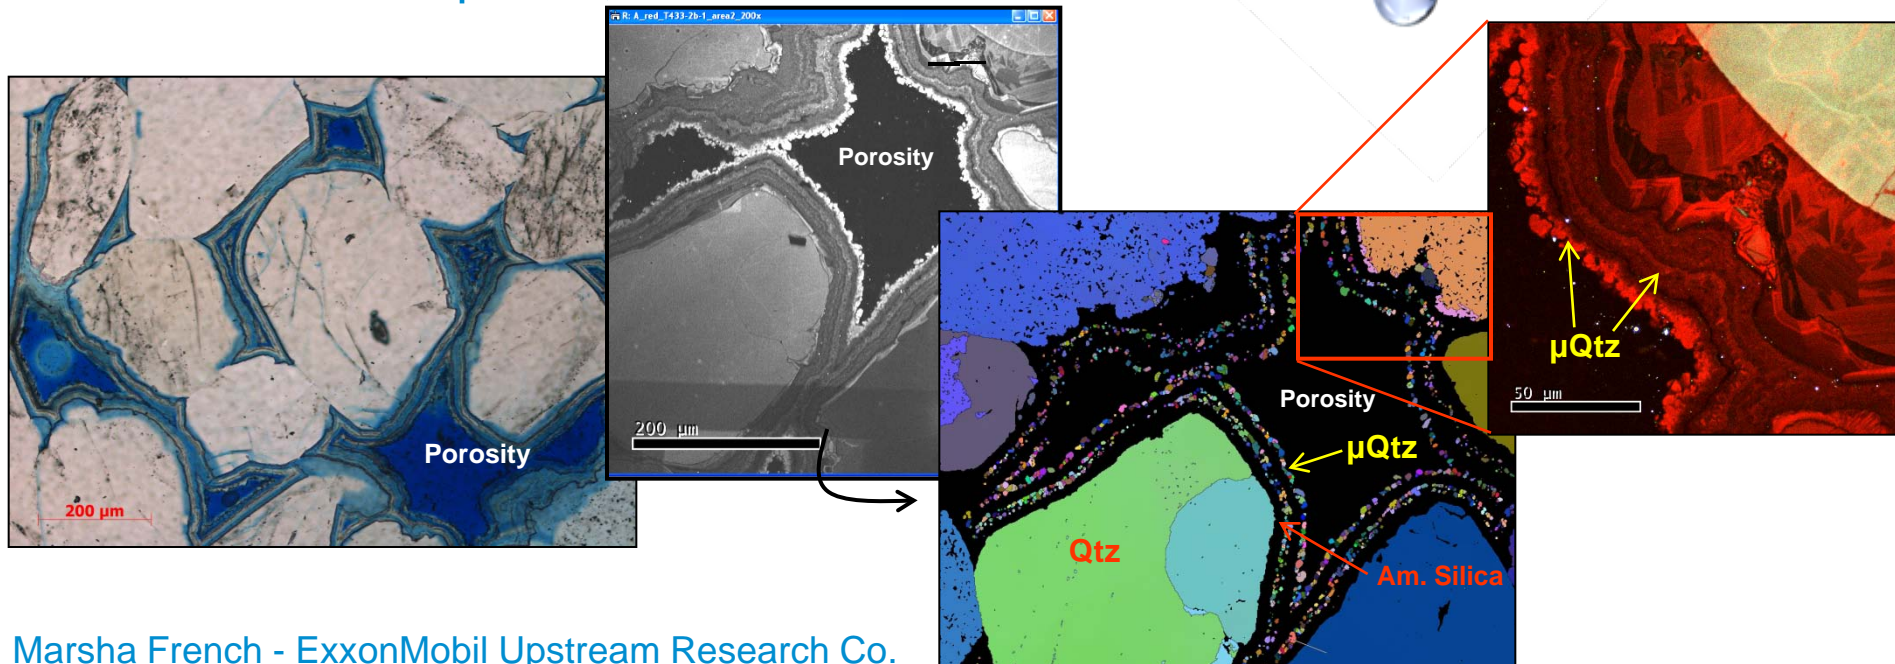 R: A_red_T433-2b-1_area2_200x
Porosity
200 µm
Porosity
200 µm
Porosity
µQtz
Qtz
Am. Silica
µQtz
50 µm
Marsha French - ExxonMobil Upstream Research Co.